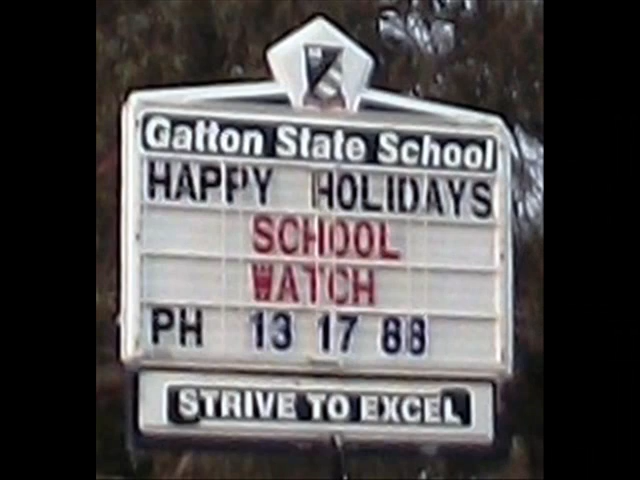 Gatton State School
HAPPY HOLIDAYS
SCHOOL
WATCH
PH 13 17 88
STRIVE TO EXCEL